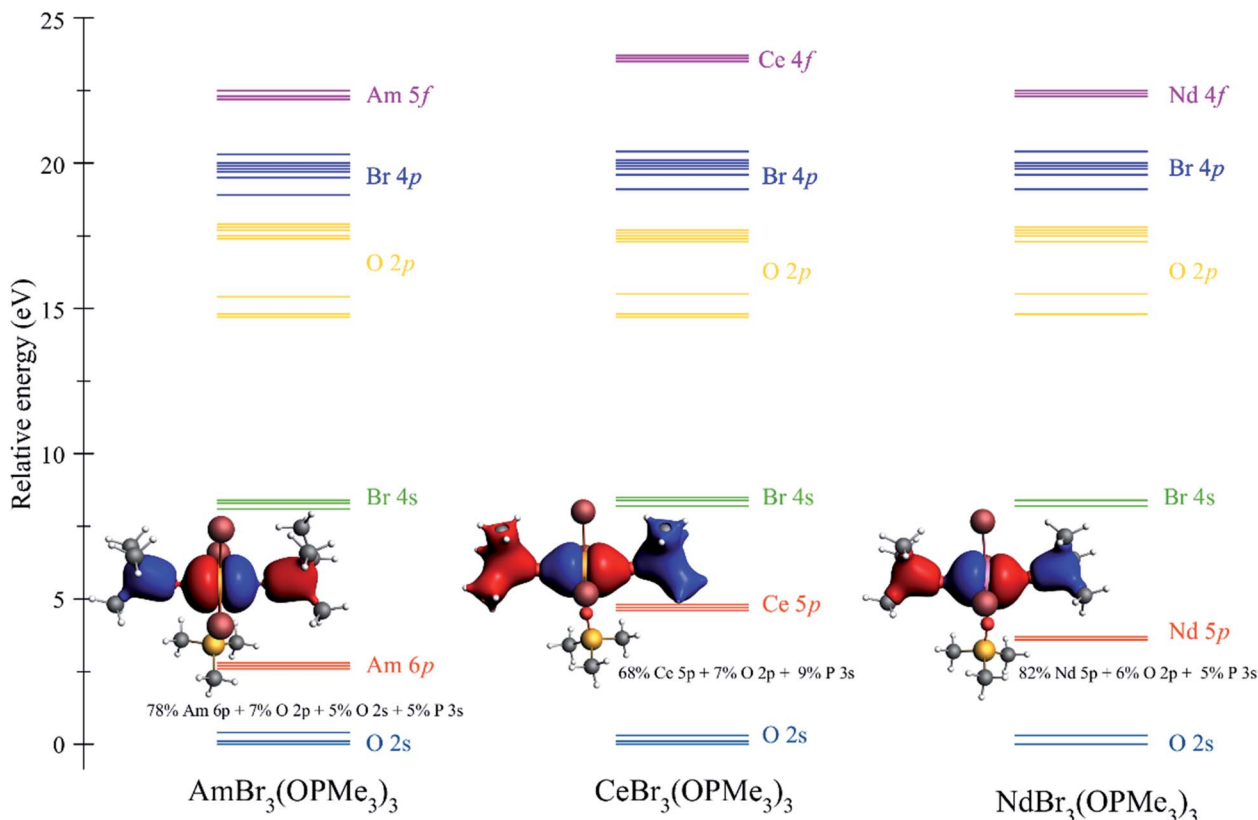 25
20
15
10
5
0
Relative energy (eV)
Am 5f
Br 4p
O 2p
Br 4s
Am 6p
78% Am 6p + 7% O 2p + 5% O 2s + 5% P 3s
O 2s
AmBr₃(OPMe₃)₃
Ce 4f
Br 4p
O 2p
Br 4s
Ce 5p
68% Ce 5p + 7% O 2p + 9% P 3s
O 2s
CeBr₃(OPMe₃)₃
Nd 4f
Br 4p
O 2p
Br 4s
Nd 5p
82% Nd 5p + 6% O 2p + 5% P 3s
O 2s
NdBr₃(OPMe₃)₃